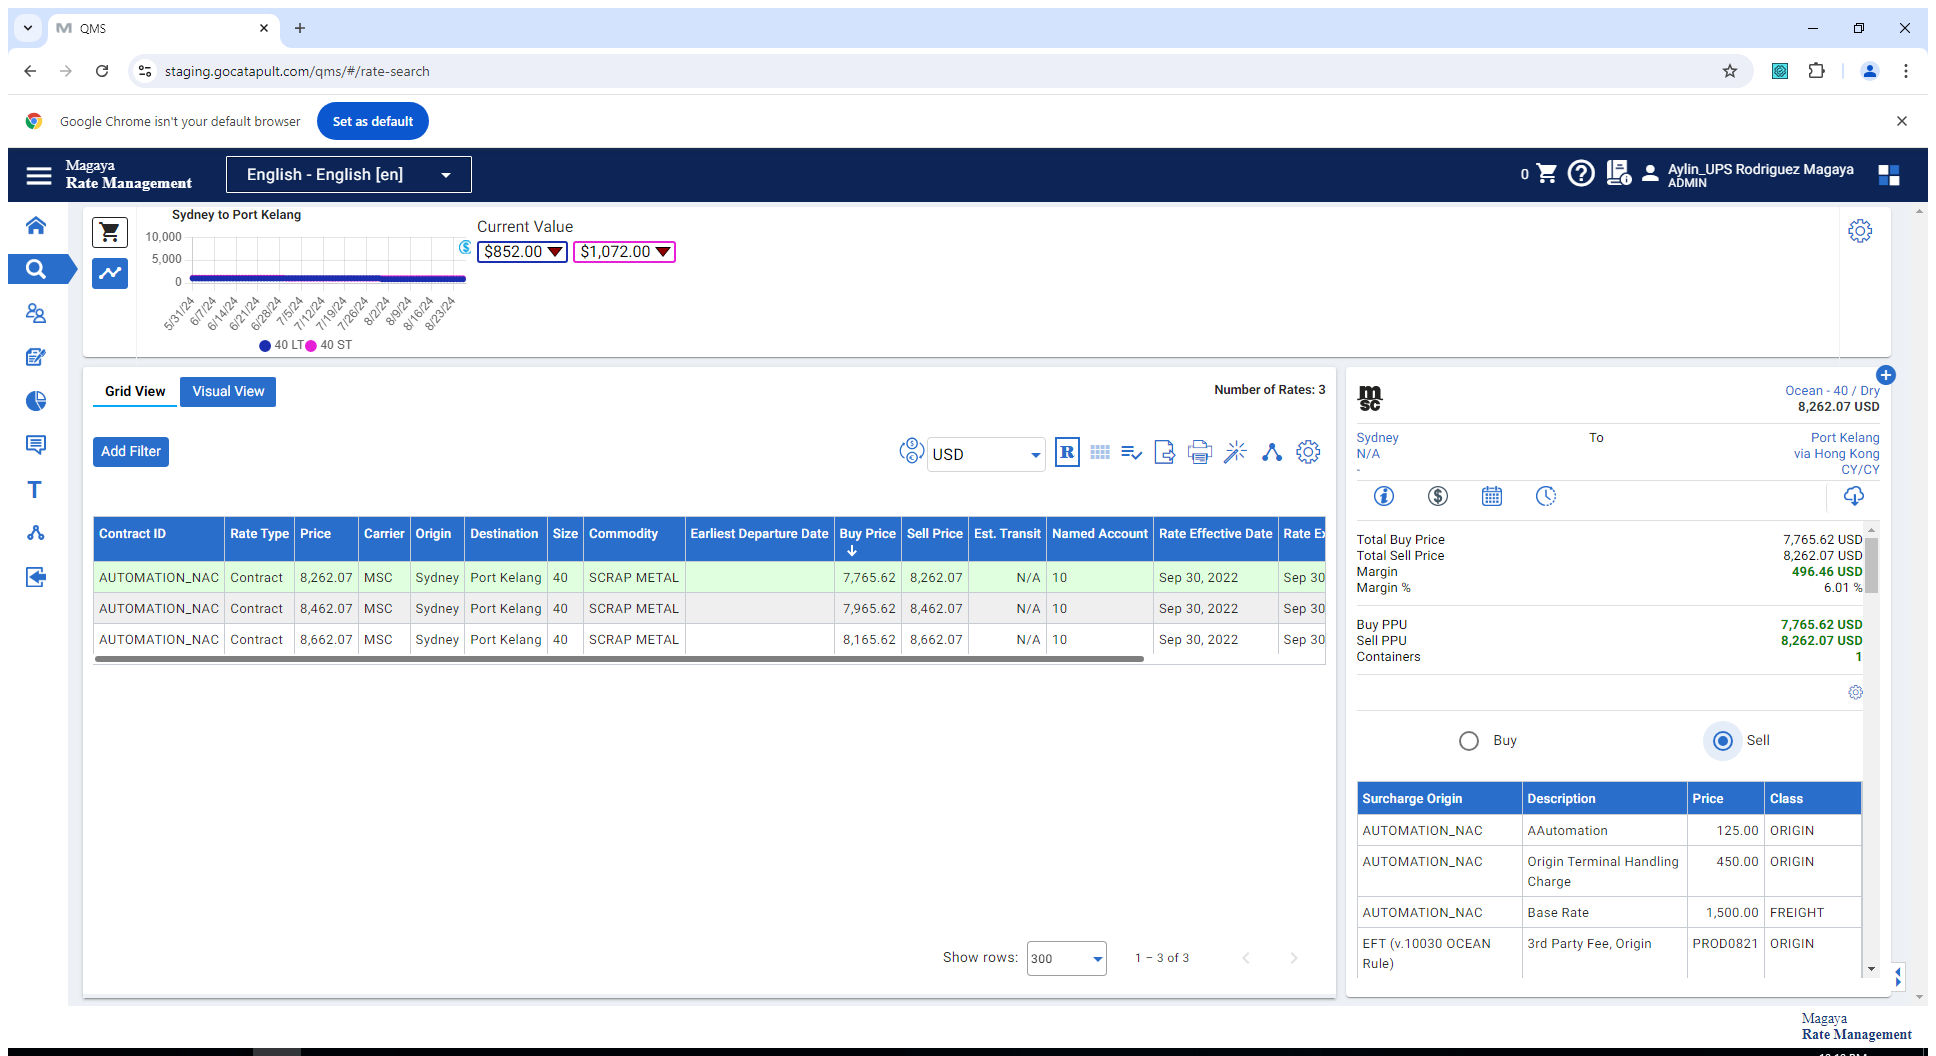 QMS
staging.gocatapult.com/qms/#/rate-search
Google Chrome isn't your default browser
Set as default
Magaya
Rate Management
English - English [en]
0
Aylin_UPS Rodriguez Magaya
ADMIN
Sydney to Port Kelang
10,000
5,000
0
5/31/24
6/7/24
6/14/24
6/21/24
6/28/24
7/5/24
7/12/24
7/19/24
7/26/24
8/2/24
8/9/24
8/16/24
8/23/24
40 LT
40 ST
Current Value
$852.00
$1,072.00
Grid View
Visual View
Number of Rates: 3
Add Filter
USD
R
Contract ID Rate Type Price Carrier Origin Destination Size Commodity Earliest Departure Date Buy Price Sell Price Est. Transit Named Account Rate Effective Date Rate Ex
AUTOMATION_NAC Contract 8,262.07 MSC Sydney Port Kelang 40 SCRAP METAL 7,765.62 8,262.07 N/A 10 Sep 30, 2022 Sep 30
AUTOMATION_NAC Contract 8,462.07 MSC Sydney Port Kelang 40 SCRAP METAL 7,965.62 8,462.07 N/A 10 Sep 30, 2022 Sep 30
AUTOMATION_NAC Contract 8,662.07 MSC Sydney Port Kelang 40 SCRAP METAL 8,165.62 8,662.07 N/A 10 Sep 30, 2022 Sep 30
Show rows: 300 1 – 3 of 3
msc
Ocean - 40 / Dry
8,262.07 USD
Sydney To Port Kelang
N/A via Hong Kong
- CY/CY
Total Buy Price 7,765.62 USD
Total Sell Price 8,262.07 USD
Margin 496.46 USD
Margin % 6.01 %
Buy PPU 7,765.62 USD
Sell PPU 8,262.07 USD
Containers 1
Buy Sell
Surcharge Origin Description Price Class
AUTOMATION_NAC AAutomation 125.00 ORIGIN
AUTOMATION_NAC Origin Terminal Handling 450.00 ORIGIN
Charge
AUTOMATION_NAC Base Rate 1,500.00 FREIGHT
EFT (v.10030 OCEAN 3rd Party Fee, Origin PROD0821 ORIGIN
Rule)
Magaya
Rate Management